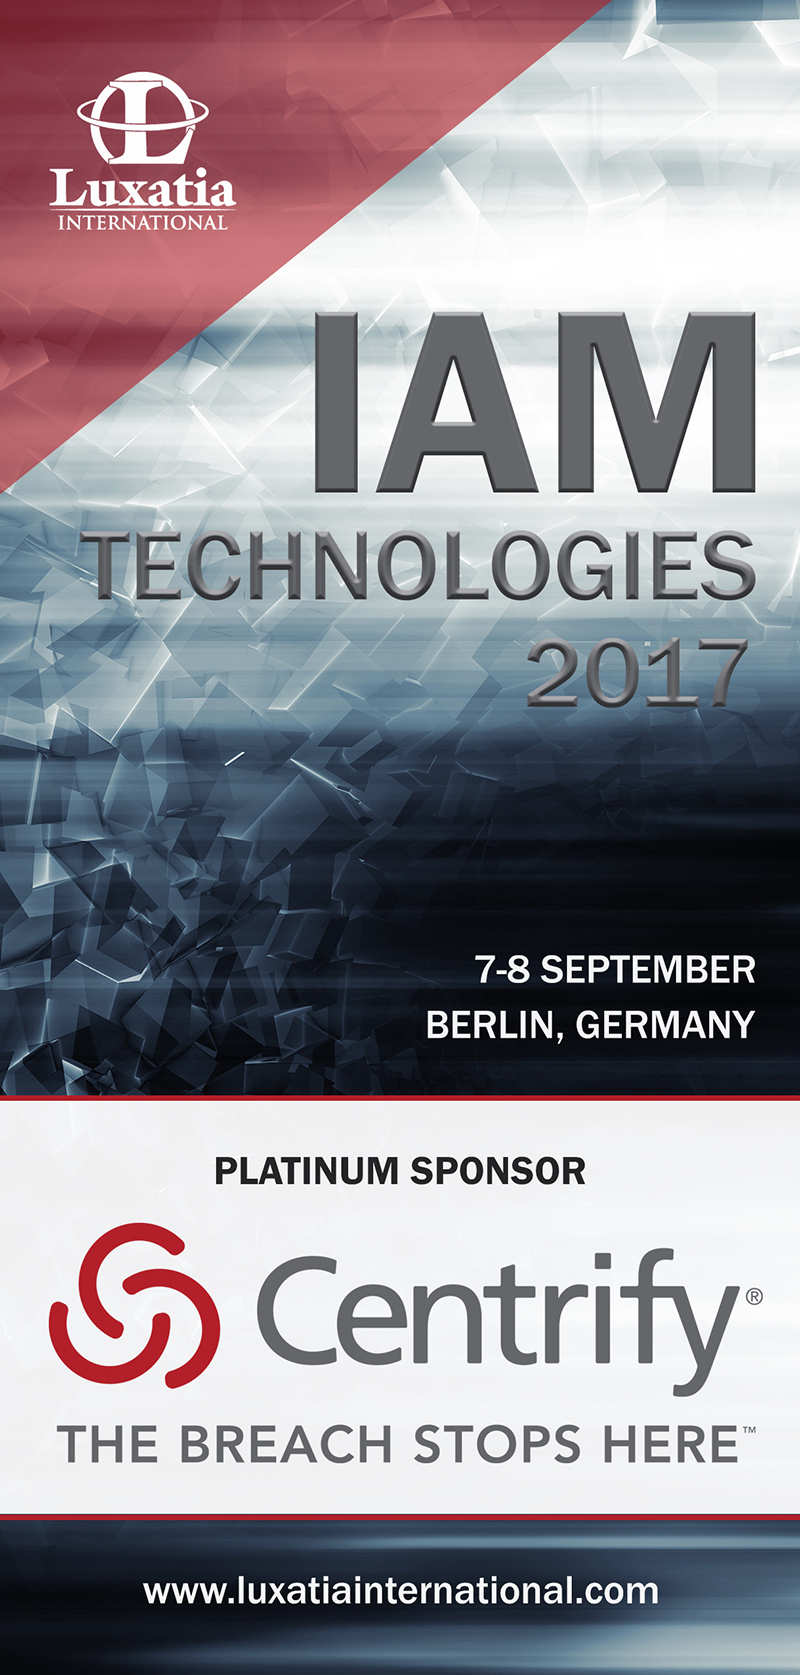 Luxatia
INTERNATIONAL
IAM
TECHNOLOGIES
2017
7-8 SEPTEMBER
BERLIN, GERMANY
PLATINUM SPONSOR
Centrify®
THE BREACH STOPS HERE™
www.luxatiainternational.com